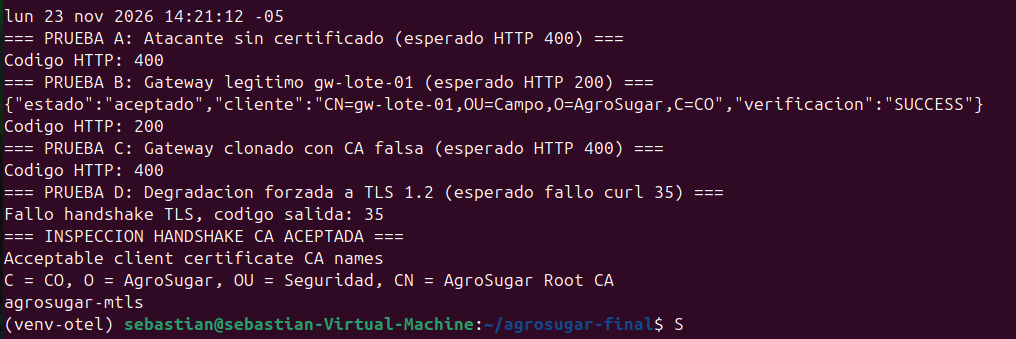 lun 23 nov 2026 14:21:12 -05
=== PRUEBA A: Atacante sin certificado (esperado HTTP 400) ===
Codigo HTTP: 400
=== PRUEBA B: Gateway legitimo gw-lote-01 (esperado HTTP 200) ===
{"estado":"aceptado","cliente":"CN=gw-lote-01,OU=Campo,O=AgroSugar,C=CO","verificacion":"SUCCESS"}
Codigo HTTP: 200
=== PRUEBA C: Gateway clonado con CA falsa (esperado HTTP 400) ===
Codigo HTTP: 400
=== PRUEBA D: Degradacion forzada a TLS 1.2 (esperado fallo curl 35) ===
Fallo handshake TLS, codigo salida: 35
=== INSPECCION HANDSHAKE CA ACEPTADA ===
Acceptable client certificate CA names
C = CO, O = AgroSugar, OU = Seguridad, CN = AgroSugar Root CA
agrosugar-mtls
(venv-otel) sebastian@sebastian-Virtual-Machine:~/agrosugar-final$ S